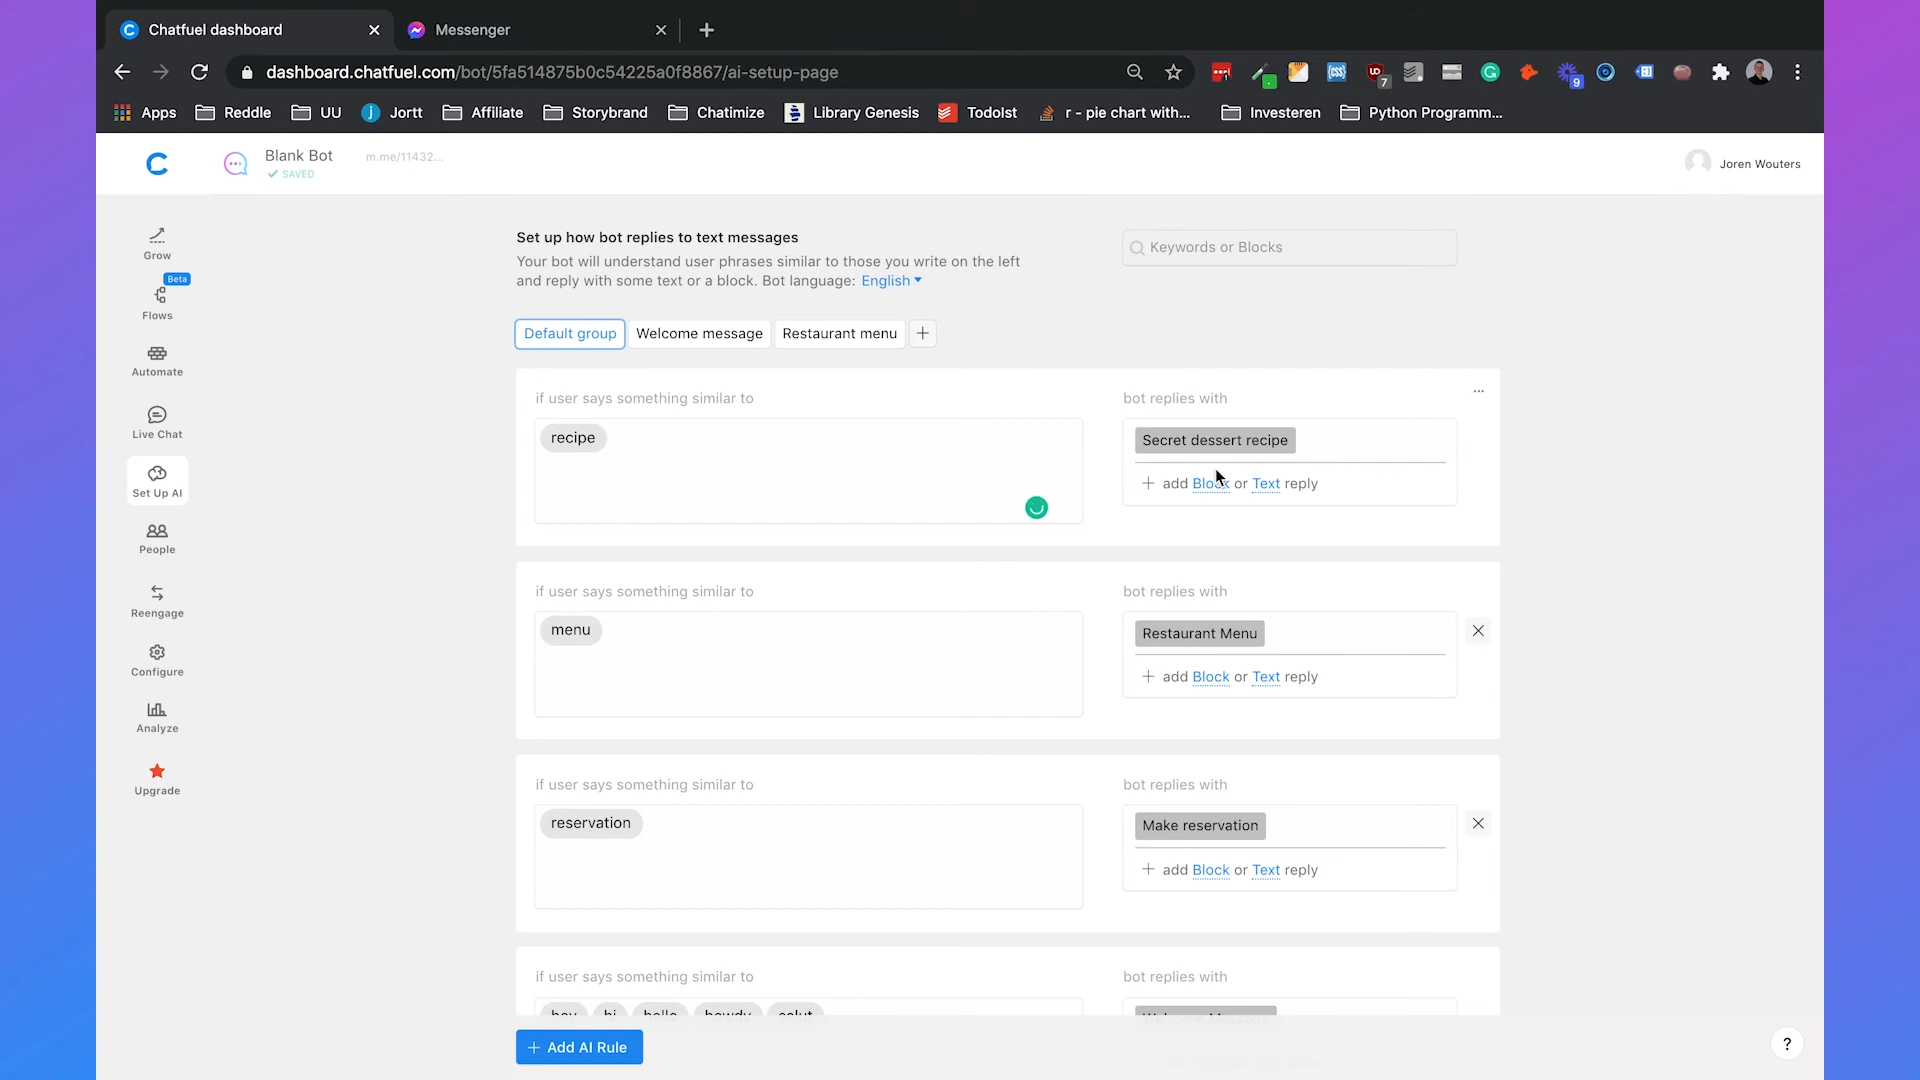 Chatfuel dashboard
Messenger
dashboard.chatfuel.com/bot/5fa514875b0c54225a0f8867/ai-setup-page
7
9
Apps
Reddle
UU
Jortt
Affiliate
Storybrand
Chatimize
Library Genesis
TodoIst
r - pie chart with...
Investeren
Python Programm...
Blank Bot
m.me/11432...
SAVED
Joren Wouters
Grow
Beta
Flows
Automate
Live Chat
Set Up AI
People
Reengage
Configure
Analyze
Upgrade
Set up how bot replies to text messages
Your bot will understand user phrases similar to those you write on the left
and reply with some text or a block. Bot language: English
Keywords or Blocks
Default group
Welcome message
Restaurant menu
if user says something similar to
bot replies with
recipe
Secret dessert recipe
+ add Block or Text reply
if user says something similar to
bot replies with
menu
Restaurant Menu
+ add Block or Text reply
if user says something similar to
bot replies with
reservation
Make reservation
+ add Block or Text reply
if user says something similar to
bot replies with
hey hi hello howdy salut
+ Add AI Rule
?